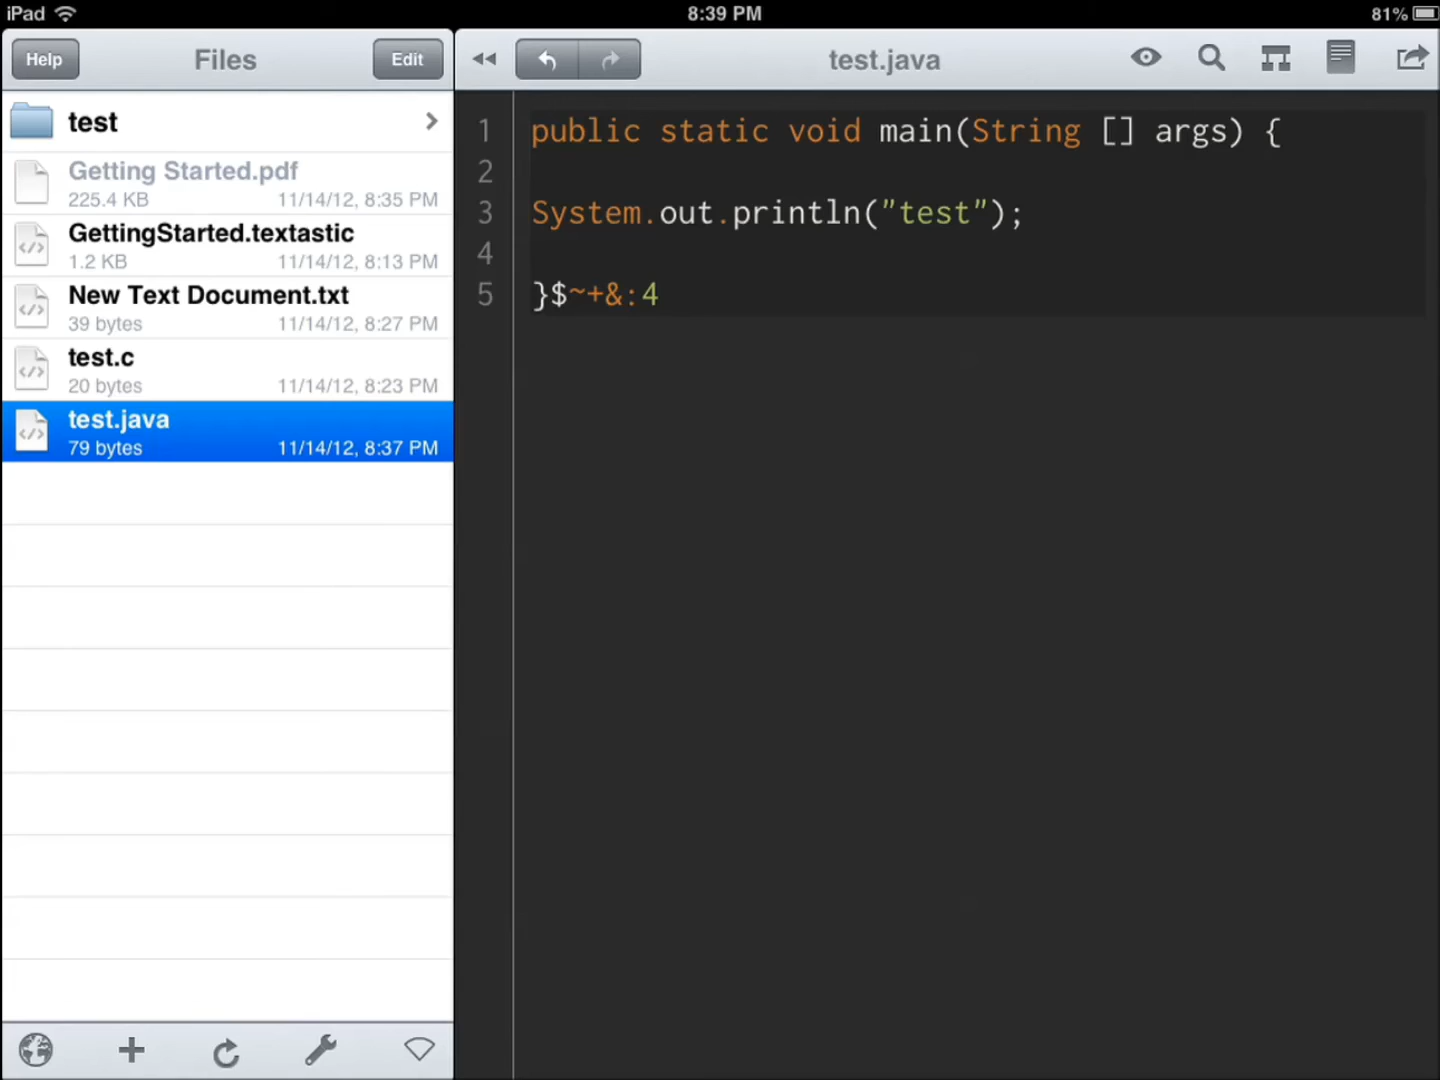 iPad 8:39 PM 81%
Help Files Edit test.java
test
Getting Started.pdf
225.4 KB 11/14/12, 8:35 PM
GettingStarted.textastic
1.2 KB 11/14/12, 8:13 PM
New Text Document.txt
39 bytes 11/14/12, 8:27 PM
test.c
20 bytes 11/14/12, 8:23 PM
test.java
79 bytes 11/14/12, 8:37 PM
1 public static void main(String [] args) {
2
3 System.out.println("test");
4
5 }$~+&:4